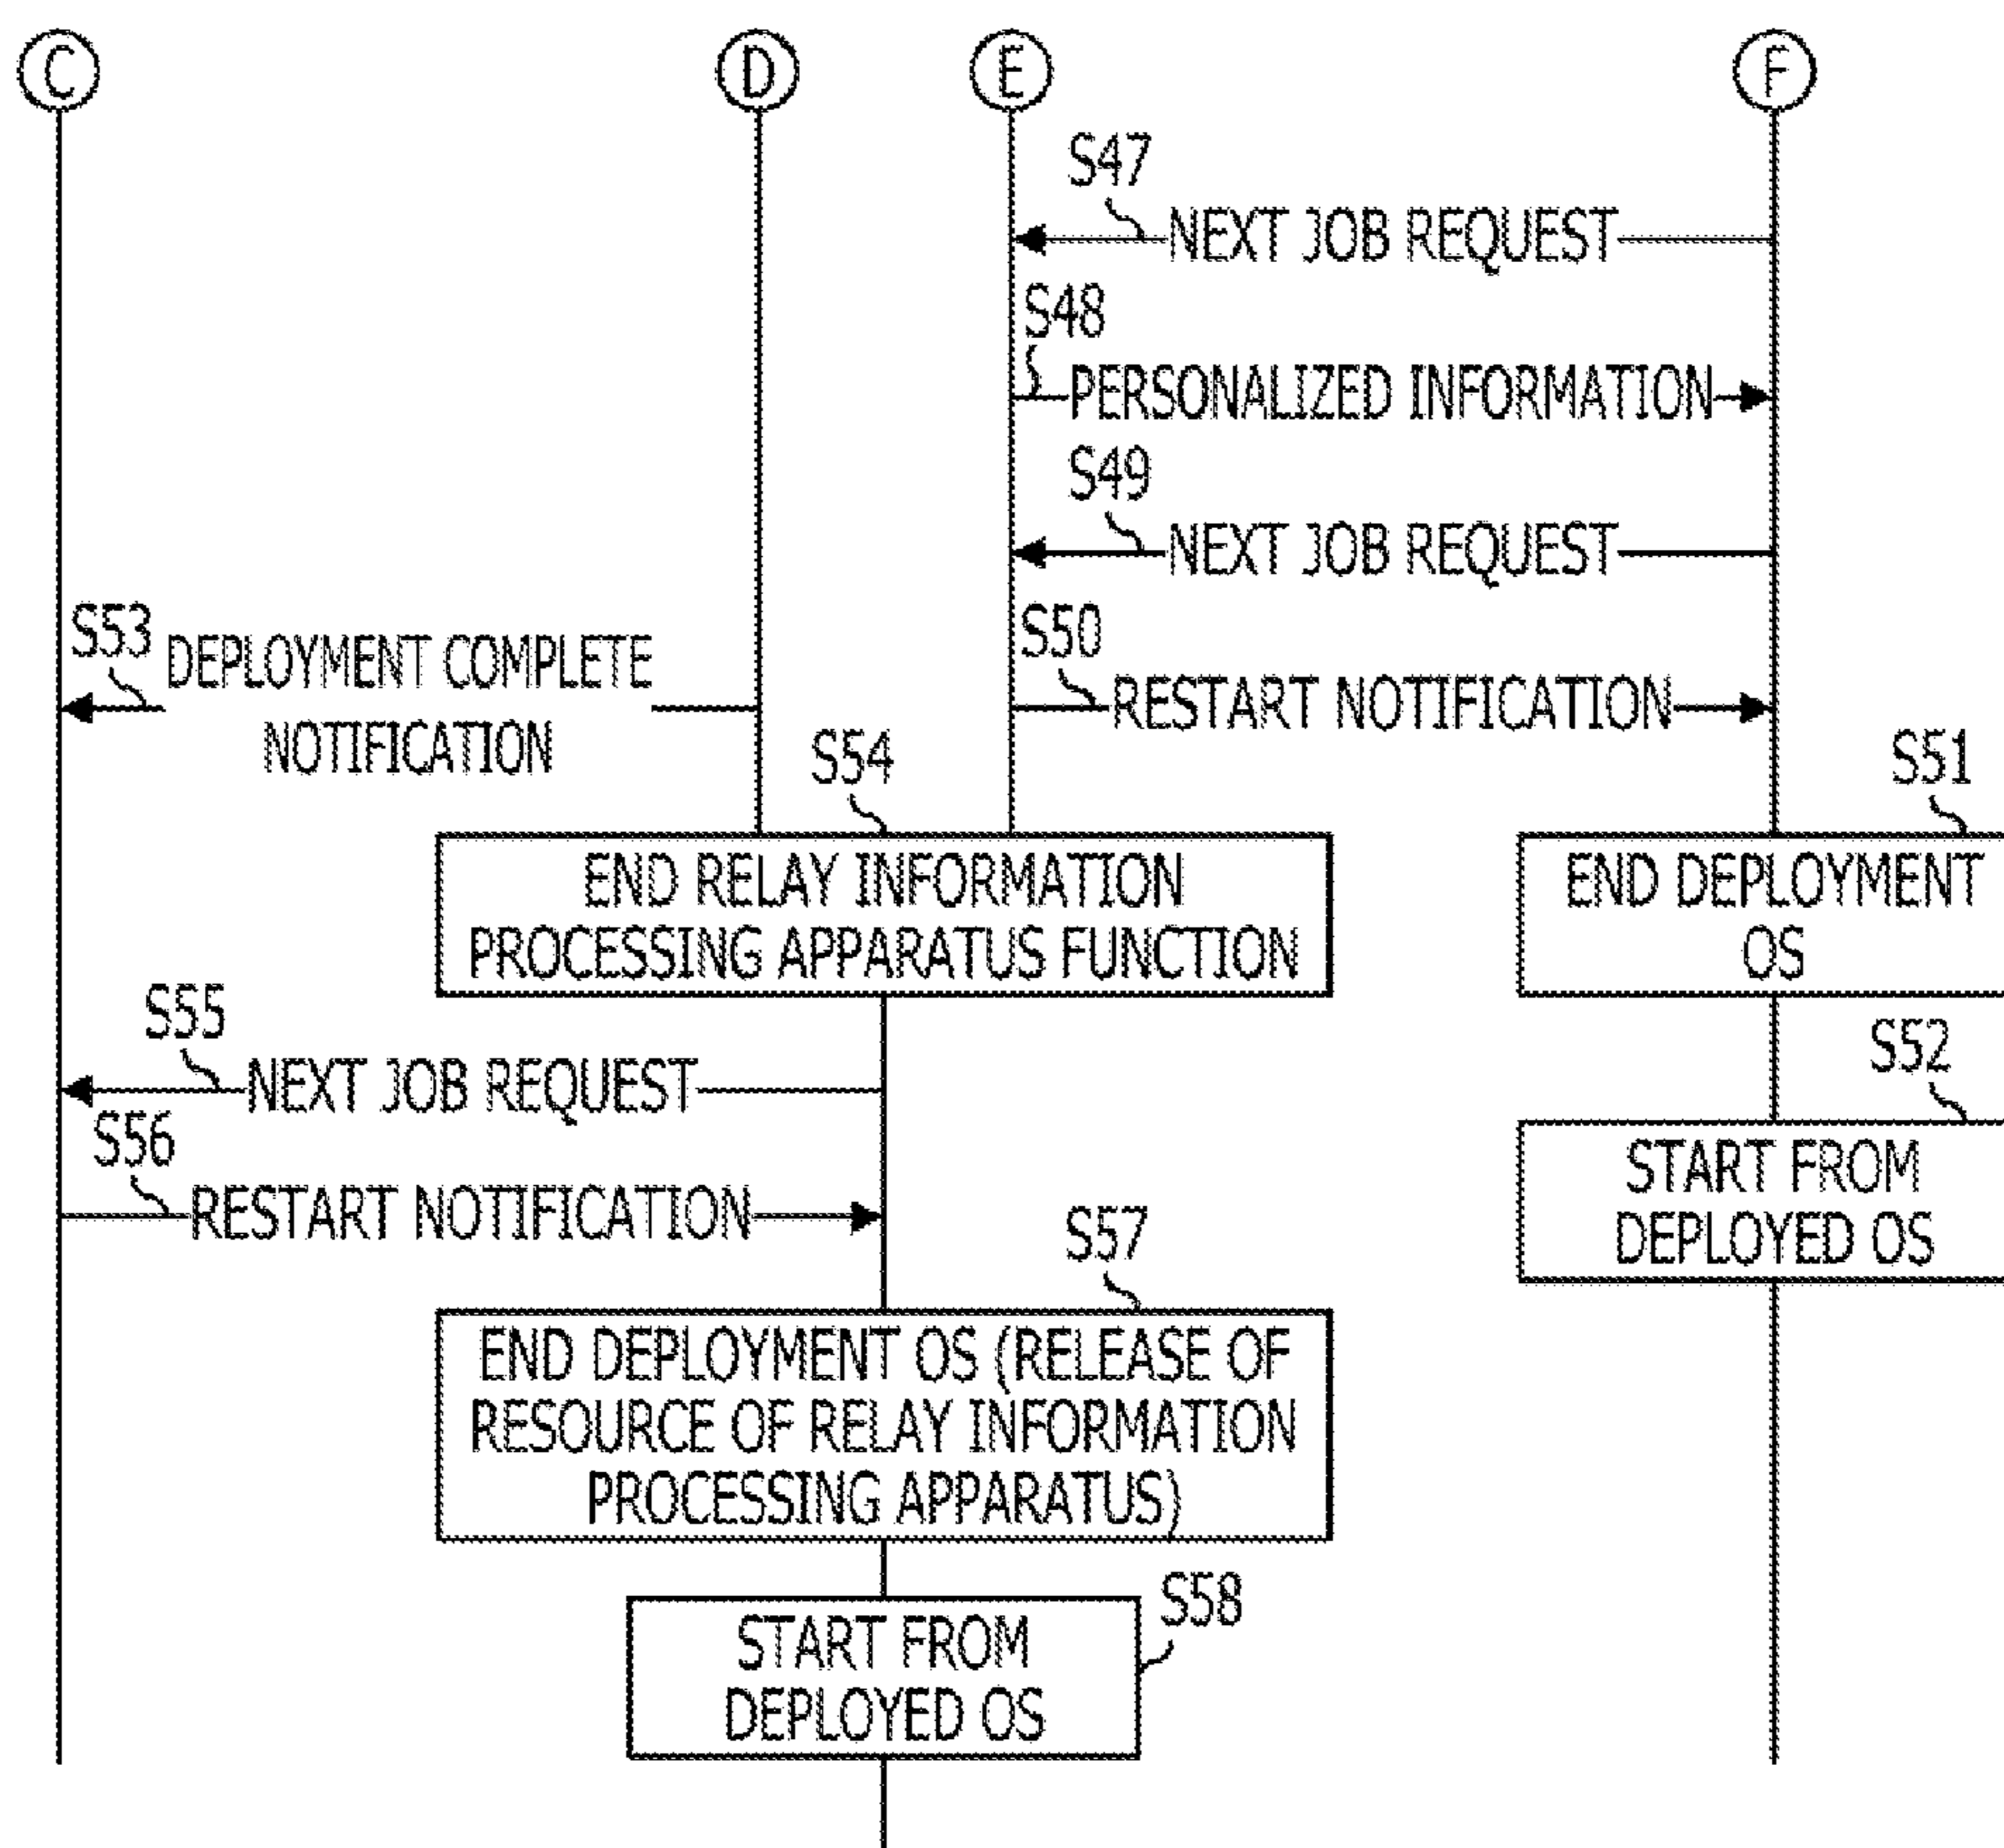 C
D
E
F
S47
NEXT JOB REQUEST
S48
PERSONALIZED INFORMATION
S49
NEXT JOB REQUEST
S53
DEPLOYMENT COMPLETE
NOTIFICATION
S50
RESTART NOTIFICATION
S54
END RELAY INFORMATION
PROCESSING APPARATUS FUNCTION
S51
END DEPLOYMENT
OS
S55
NEXT JOB REQUEST
S52
START FROM
DEPLOYED OS
S56
RESTART NOTIFICATION
S57
END DEPLOYMENT OS (RELEASE OF
RESOURCE OF RELAY INFORMATION
PROCESSING APPARATUS)
S58
START FROM
DEPLOYED OS